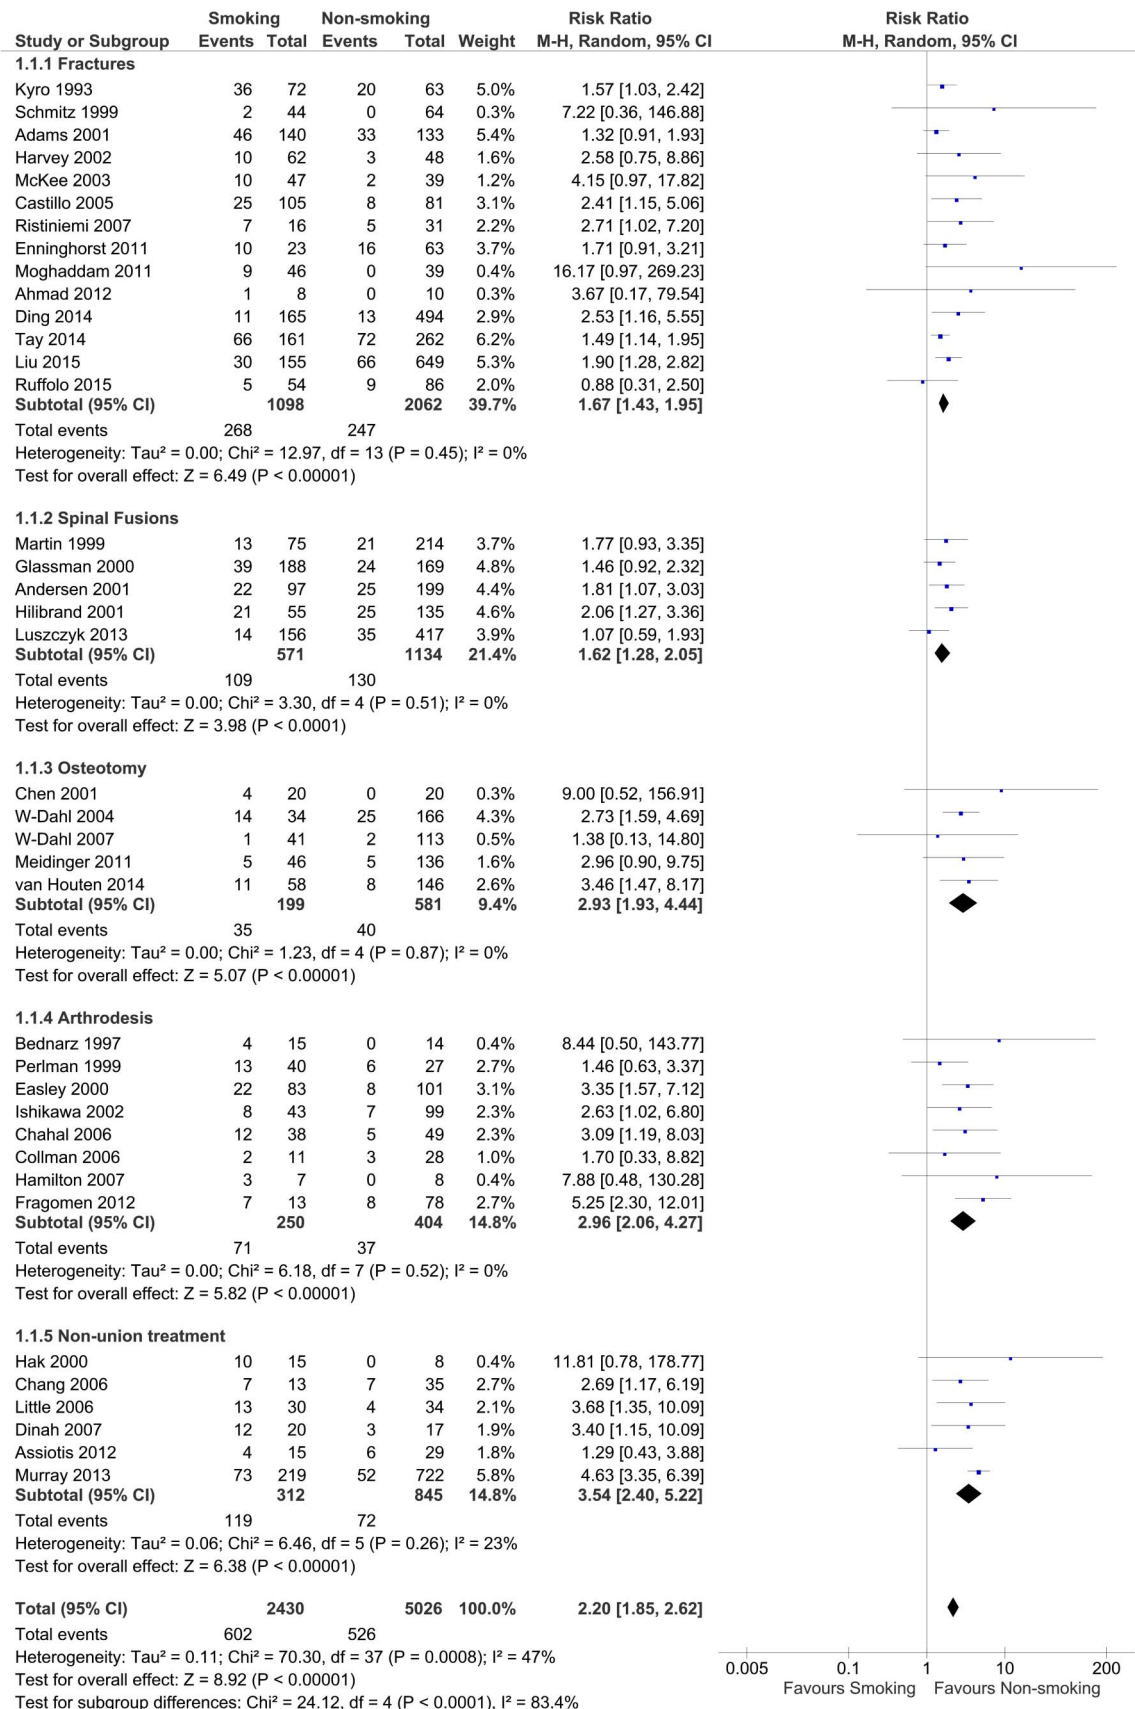 Smoking Non-smoking Risk Ratio Risk Ratio
Study or Subgroup Events Total Events Total Weight M-H, Random, 95% CI M-H, Random, 95% CI
1.1.1 Fractures
Kyro 1993 36 72 20 63 5.0% 1.57 [1.03, 2.42]
Schmitz 1999 2 44 0 64 0.3% 7.22 [0.36, 146.88]
Adams 2001 46 140 33 133 5.4% 1.32 [0.91, 1.93]
Harvey 2002 10 62 3 48 1.6% 2.58 [0.75, 8.86]
McKee 2003 10 47 2 39 1.2% 4.15 [0.97, 17.82]
Castillo 2005 25 105 8 81 3.1% 2.41 [1.15, 5.06]
Ristiniemi 2007 7 16 5 31 2.2% 2.71 [1.02, 7.20]
Enninghorst 2011 10 23 16 63 3.7% 1.71 [0.91, 3.21]
Moghaddam 2011 9 46 0 39 0.4% 16.17 [0.97, 269.23]
Ahmad 2012 1 8 0 10 0.3% 3.67 [0.17, 79.54]
Ding 2014 11 165 13 494 2.9% 2.53 [1.16, 5.55]
Tay 2014 66 161 72 262 6.2% 1.49 [1.14, 1.95]
Liu 2015 30 155 66 649 5.3% 1.90 [1.28, 2.82]
Ruffolo 2015 5 54 9 86 2.0% 0.88 [0.31, 2.50]
Subtotal (95% CI) 1098 2062 39.7% 1.67 [1.43, 1.95]
Total events 268 247
Heterogeneity: Tau² = 0.00; Chi² = 12.97, df = 13 (P = 0.45); I² = 0%
Test for overall effect: Z = 6.49 (P < 0.00001)
1.1.2 Spinal Fusions
Martin 1999 13 75 21 214 3.7% 1.77 [0.93, 3.35]
Glassman 2000 39 188 24 169 4.8% 1.46 [0.92, 2.32]
Andersen 2001 22 97 25 199 4.3% 1.81 [1.07, 3.03]
Hilibrand 2001 21 55 25 135 4.6% 2.06 [1.27, 3.36]
Luszczyk 2013 14 156 35 417 3.9% 1.07 [0.59, 1.93]
Subtotal (95% CI) 571 1134 21.4% 1.62 [1.28, 2.05]
Total events 109 130
Heterogeneity: Tau² = 0.00; Chi² = 3.30, df = 4 (P = 0.51); I² = 0%
Test for overall effect: Z = 3.98 (P < 0.0001)
1.1.3 Osteotomy
Chen 2001 4 20 0 20 0.3% 9.00 [0.52, 156.91]
W-Dahl 2004 14 34 25 166 4.3% 2.73 [1.59, 4.69]
W-Dahl 2007 1 41 2 113 0.5% 1.38 [0.13, 14.80]
Meidinger 2011 5 46 5 136 1.6% 2.96 [0.90, 9.75]
van Houten 2014 11 58 8 146 2.6% 3.46 [1.47, 8.17]
Subtotal (95% CI) 199 581 9.4% 2.93 [1.93, 4.44]
Total events 35 40
Heterogeneity: Tau² = 0.00; Chi² = 1.23, df = 4 (P = 0.87); I² = 0%
Test for overall effect: Z = 5.07 (P < 0.00001)
1.1.4 Arthrodesis
Bednarz 1997 4 15 0 14 0.4% 8.44 [0.50, 143.77]
Perlman 1999 13 40 6 27 2.7% 1.46 [0.63, 3.37]
Easley 2000 22 83 8 101 3.1% 3.35 [1.57, 7.12]
Ishikawa 2002 8 43 7 99 2.3% 2.63 [1.02, 6.80]
Chahal 2006 12 38 5 49 2.3% 3.09 [1.19, 8.03]
Collman 2006 2 11 3 28 1.0% 1.70 [0.33, 8.82]
Hamilton 2007 3 7 0 8 0.4% 7.88 [0.48, 130.28]
Fragomen 2012 7 13 8 78 2.7% 5.25 [2.30, 12.01]
Subtotal (95% CI) 250 404 14.8% 2.96 [2.06, 4.27]
Total events 71 37
Heterogeneity: Tau² = 0.00; Chi² = 6.18, df = 7 (P = 0.52); I² = 0%
Test for overall effect: Z = 5.82 (P < 0.00001)
1.1.5 Non-union treatment
Hak 2000 10 15 0 8 0.4% 11.81 [0.78, 178.77]
Chang 2006 7 13 7 35 2.7% 2.69 [1.17, 6.19]
Little 2006 13 30 4 34 2.1% 3.68 [1.35, 10.09]
Dinah 2007 12 20 3 17 1.9% 3.40 [1.15, 10.09]
Assiotis 2012 4 15 6 29 1.8% 1.29 [0.43, 3.88]
Murray 2013 73 219 52 722 5.8% 4.63 [3.35, 6.39]
Subtotal (95% CI) 312 845 14.8% 3.54 [2.40, 5.22]
Total events 119 72
Heterogeneity: Tau² = 0.06; Chi² = 6.46, df = 5 (P = 0.26); I² = 23%
Test for overall effect: Z = 6.38 (P < 0.00001)
Total (95% CI) 2430 5026 100.0% 2.20 [1.85, 2.62]
Total events 602 526
Heterogeneity: Tau² = 0.11; Chi² = 70.30, df = 37 (P = 0.0008); I² = 47%
Test for overall effect: Z = 8.92 (P < 0.00001)
Test for subgroup differences: Chi² = 24.12, df = 4 (P < 0.0001), I² = 83.4%
0.005 0.1 1 10 200
Favours Smoking Favours Non-smoking